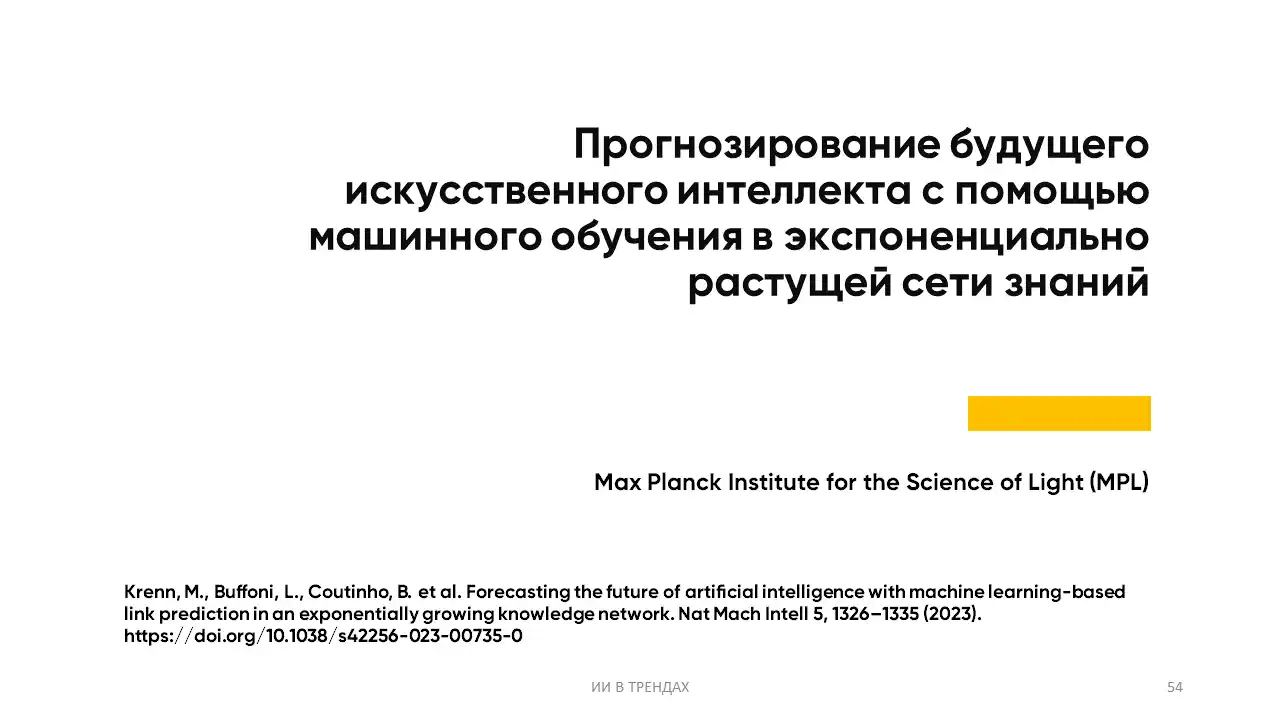 Прогнозирование будущего
искусственного интеллекта с помощью
машинного обучения в экспоненциально
растущей сети знаний
Max Planck Institute for the Science of Light (MPL)
Krenn, M., Buffoni, L., Coutinho, B. et al. Forecasting the future of artificial intelligence with machine learning-based
link prediction in an exponentially growing knowledge network. Nat Mach Intell 5, 1326–1335 (2023).
https://doi.org/10.1038/s42256-023-00735-0
ИИ В ТРЕНДАХ
54